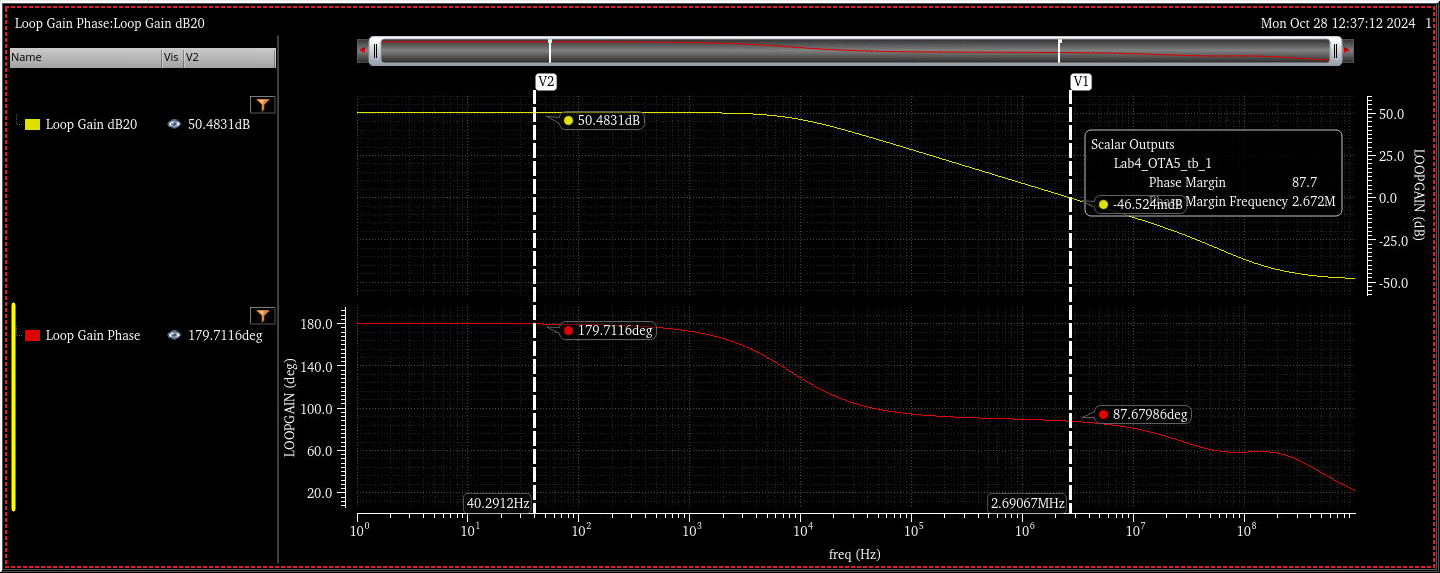 Loop Gain Phase:Loop Gain dB20
Mon Oct 28 12:37:12 2024 1
Name Vis V2
V2
V1
Loop Gain dB20 50.4831dB
50.4831dB
50.0
25.0
0.0
-25.0
-50.0
LOOPGAIN (dB)
Scalar Outputs
Lab4_OTA5_tb_1
Phase Margin 87.7
Margin Frequency 2.672M
-46.524mdB
Loop Gain Phase 179.7116deg
179.7116deg
87.67986deg
180.0
140.0
100.0
60.0
20.0
LOOPGAIN (deg)
40.2912Hz
2.69067MHz
10^0 10^1 10^2 10^3 10^4 10^5 10^6 10^7 10^8
freq (Hz)